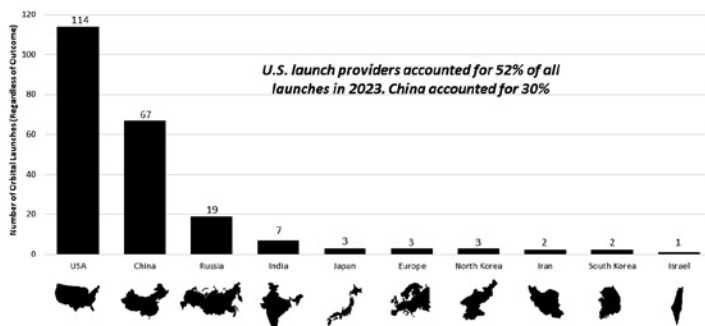 Number of Orbital Launches (Regardless of Outcome)
120
100
80
60
40
20
0
U.S. launch providers accounted for 52% of all
launches in 2023. China accounted for 30%
114
67
19
7
3
3
3
2
2
1
USA
China
Russia
India
Japan
Europe
North Korea
Iran
South Korea
Israel